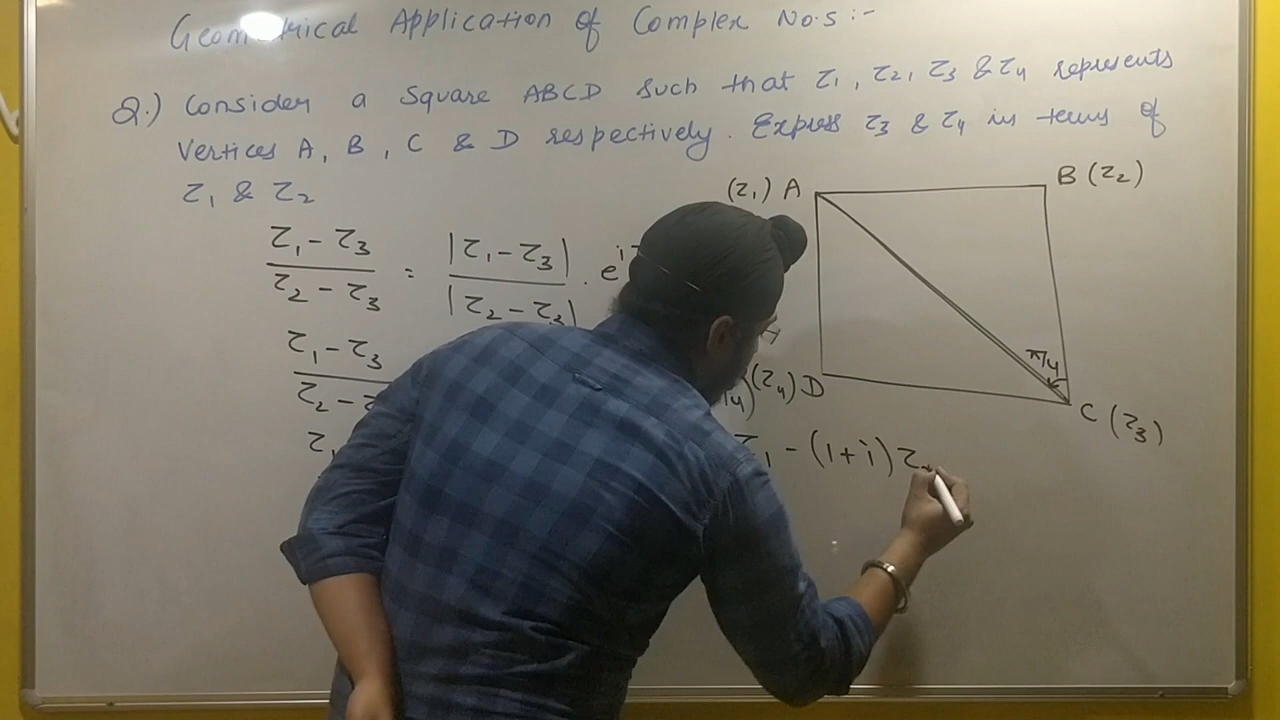 Geometrical Application of Complex No.s :-
Q.) Consider a Square ABCD such that z₁, z₂, z₃ & z₄ represents
Vertices A, B, C & D respectively. Express z₃ & z₄ in terms of
z₁ & z₂
(z₁) A
B (z₂)
z₁ - z₃ / z₂ - z₃ = |z₁ - z₃| / |z₂ - z₃| . eⁱ
z₁ - z₃
π/4
(z₄) D
C (z₃)
z₁ - (1+i) z